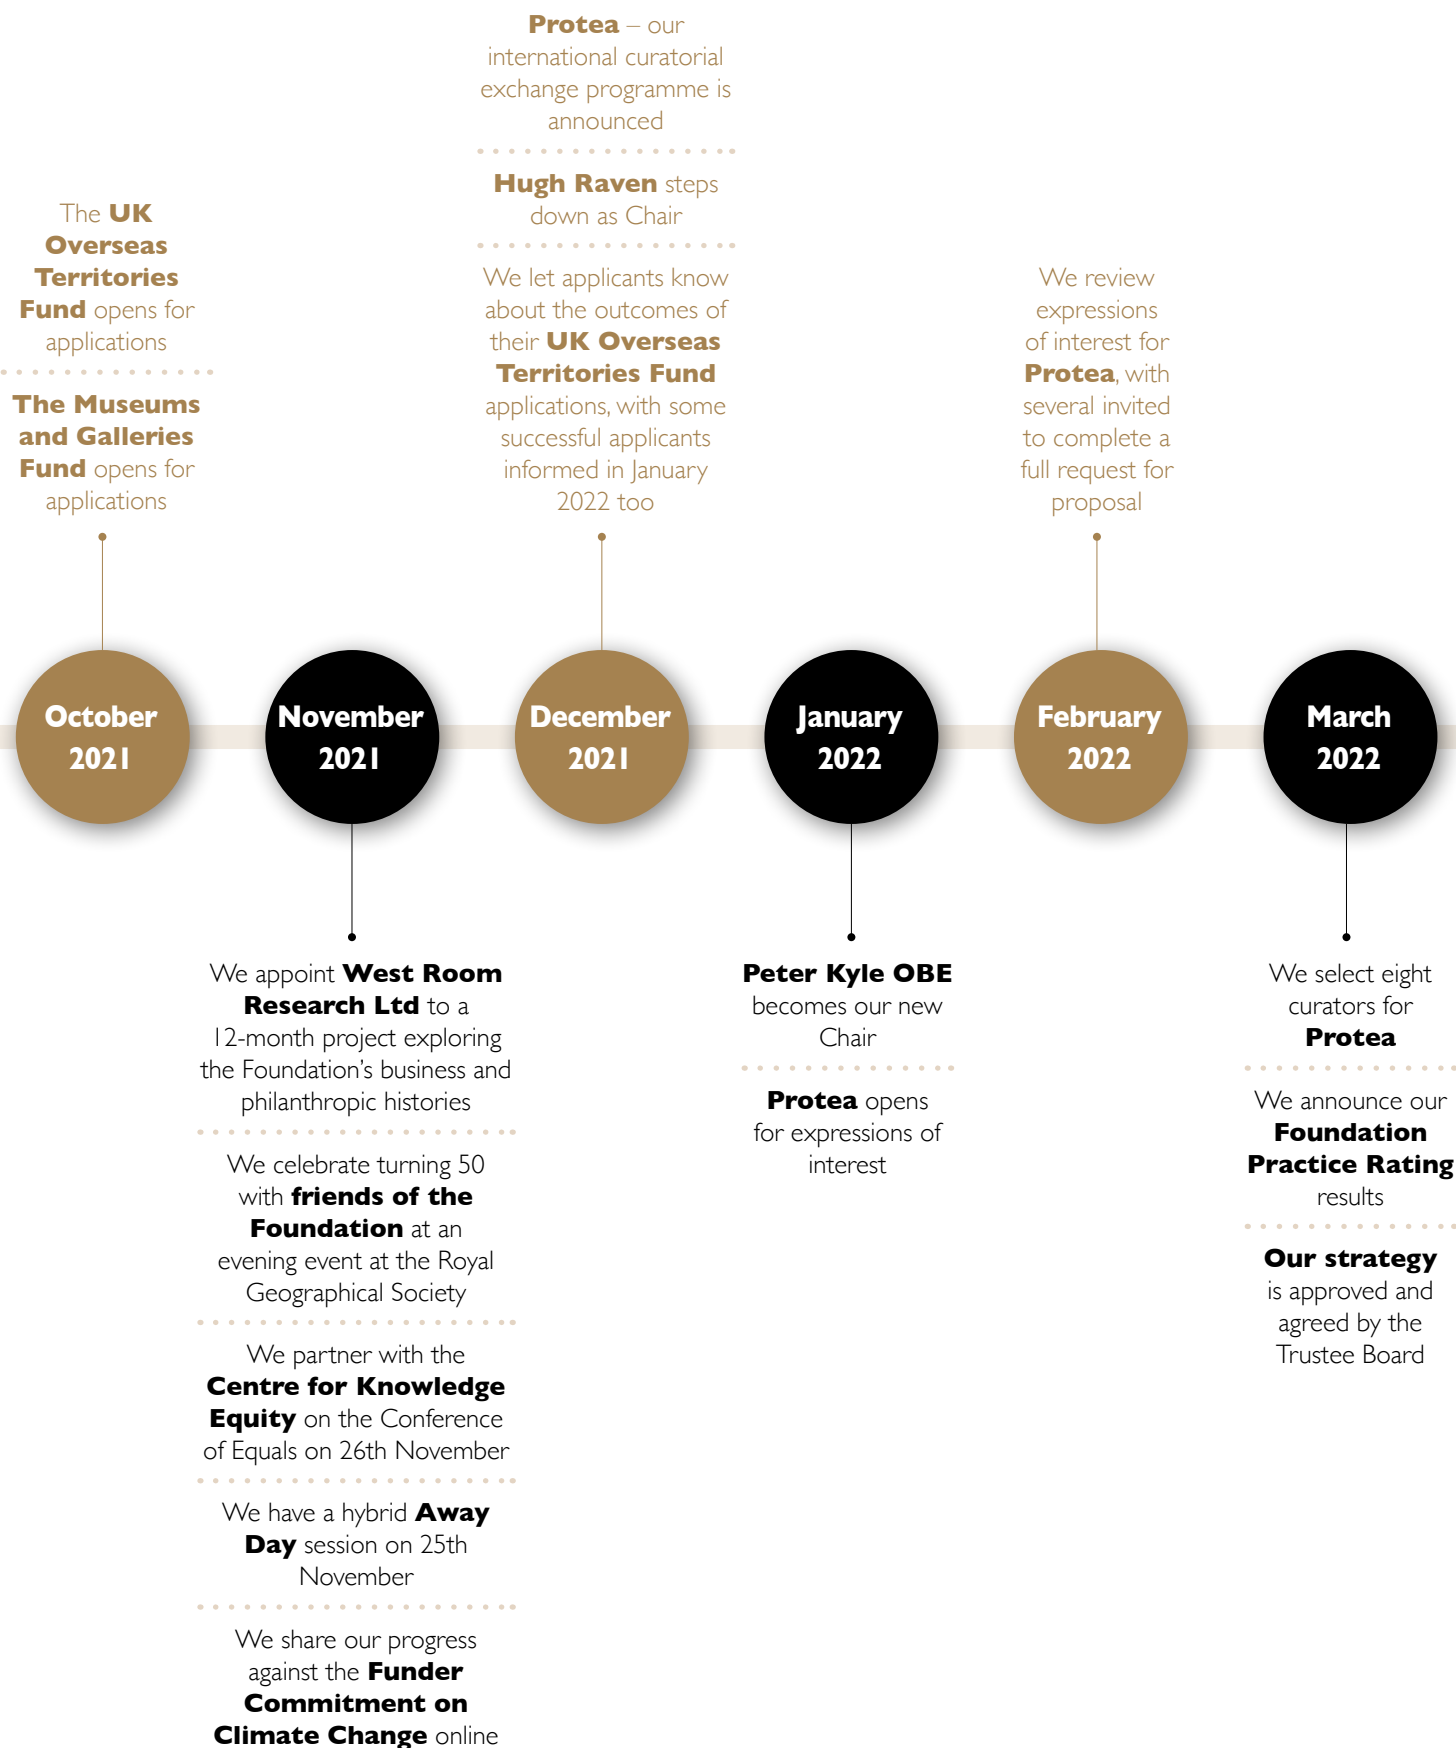 The UK
Overseas
Territories
Fund opens for
applications
The Museums
and Galleries
Fund opens for
applications
Protea – our
international curatorial
exchange programme is
announced
Hugh Raven steps
down as Chair
We let applicants know
about the outcomes of
their UK Overseas
Territories Fund
applications, with some
successful applicants
informed in January
2022 too
We review
expressions
of interest for
Protea, with
several invited
to complete a
full request for
proposal
October
2021
November
2021
December
2021
January
2022
February
2022
March
2022
We appoint West Room
Research Ltd to a
12-month project exploring
the Foundation’s business and
philanthropic histories
We celebrate turning 50
with friends of the
Foundation at an
evening event at the Royal
Geographical Society
We partner with the
Centre for Knowledge
Equity on the Conference
of Equals on 26th November
We have a hybrid Away
Day session on 25th
November
We share our progress
against the Funder
Commitment on
Climate Change online
Peter Kyle OBE
becomes our new
Chair
Protea opens
for expressions of
interest
We select eight
curators for
Protea
We announce our
Foundation
Practice Rating
results
Our strategy
is approved and
agreed by the
Trustee Board